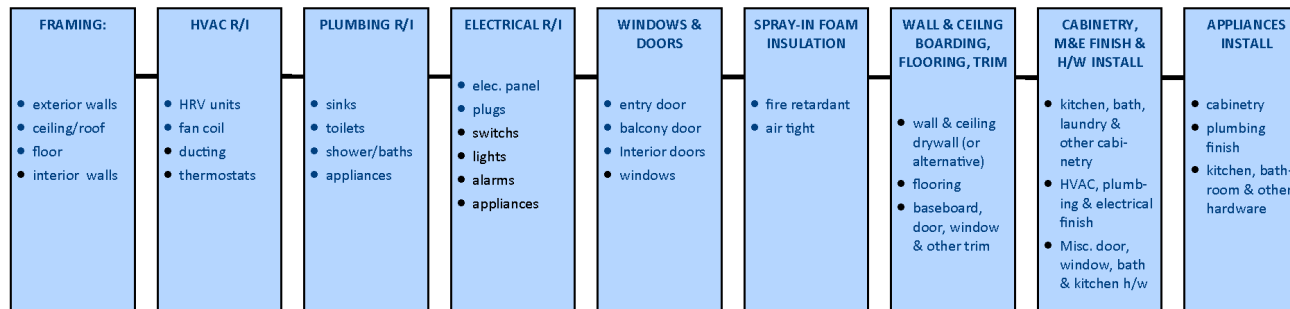 FRAMING:
• exterior walls
• ceiling/roof
• floor
• interior walls
HVAC R/I
• HRV units
• fan coil
• ducting
• thermostats
PLUMBING R/I
• sinks
• toilets
• shower/baths
• appliances
ELECTRICAL R/I
• elec. panel
• plugs
• switchs
• lights
• alarms
• appliances
WINDOWS &
DOORS
• entry door
• balcony door
• Interior doors
• windows
SPRAY-IN FOAM
INSULATION
• fire retardant
• air tight
WALL & CEILNG
BOARDING,
FLOORING, TRIM
• wall & ceiling
drywall (or
alternative)
• flooring
• baseboard,
door, window
& other trim
CABINETRY,
M&E FINISH &
H/W INSTALL
• kitchen, bath,
laundry &
other cabi-
netry
• HVAC, plumb-
ing & electrical
finish
• Misc. door,
window, bath
& kitchen h/w
APPLIANCES
INSTALL
• cabinetry
• plumbing
finish
• kitchen, bath-
room & other
hardware